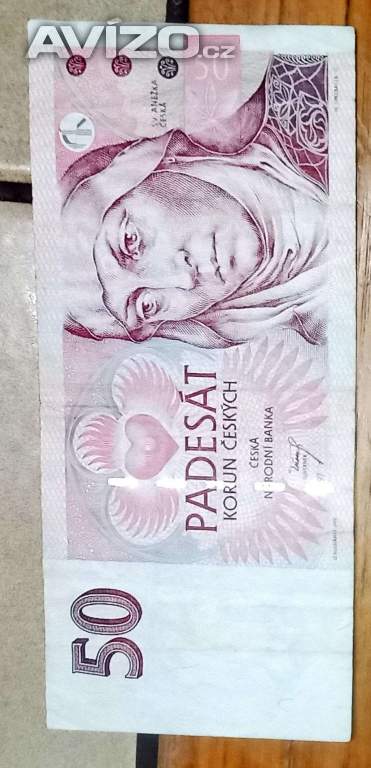 AVÍZO.cz
50
SV. ANEŽKA
ČESKÁ
PADESÁT
KORUN ČESKÝCH
ČESKÁ
NÁRODNÍ BANKA
50